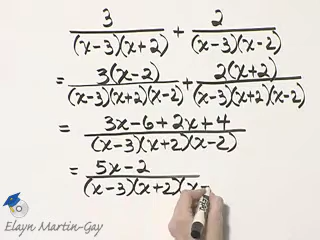 3/((x-3)(x+2)) + 2/((x-3)(x-2))
= 3(x-2)/((x-3)(x+2)(x-2)) + 2(x+2)/((x-3)(x+2)(x-2))
= (3x-6+2x+4)/((x-3)(x+2)(x-2))
= (5x-2)/((x-3)(x+2)(x-
Elayn Martin-Gay